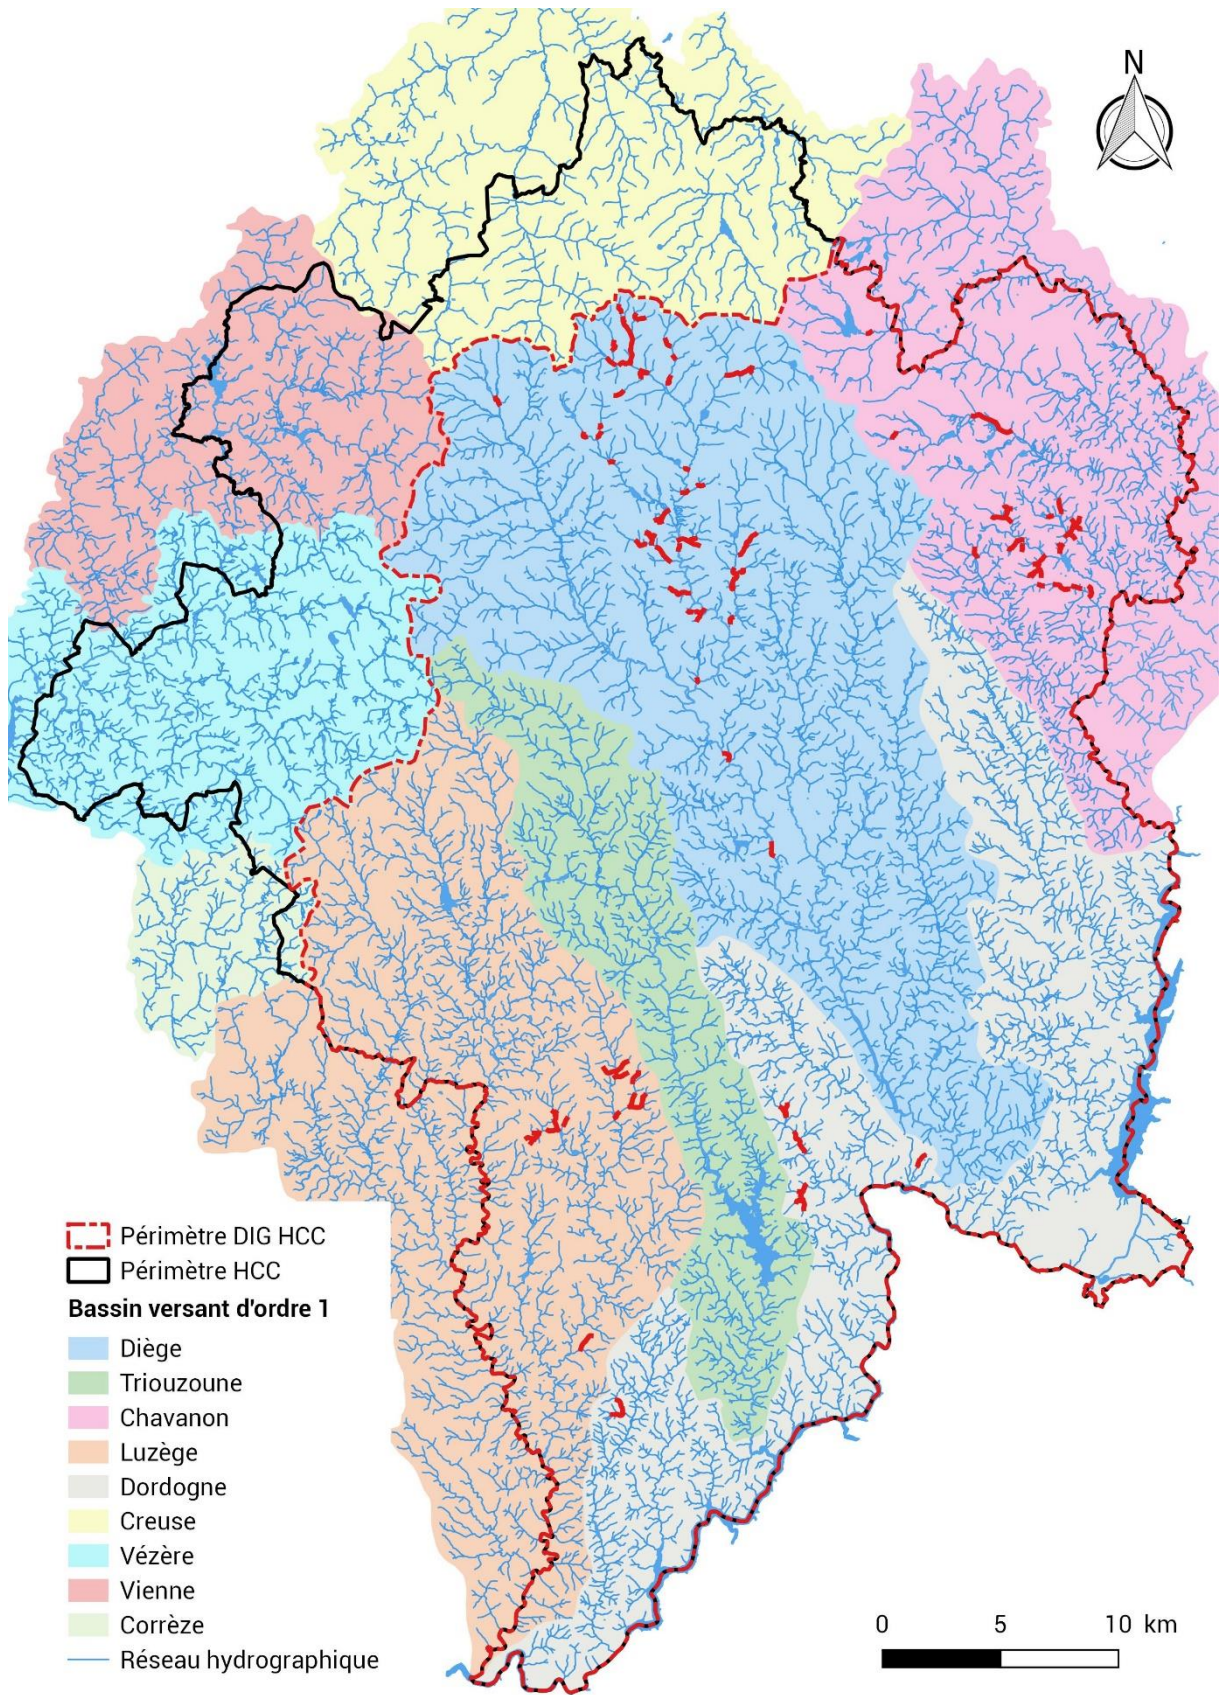 N
Périmètre DIG HCC
Périmètre HCC
Bassin versant d'ordre 1
Diège
Triouzoune
Chavanon
Luzège
Dordogne
Creuse
Vézère
Vienne
Corrèze
Réseau hydrographique
0 5 10 km